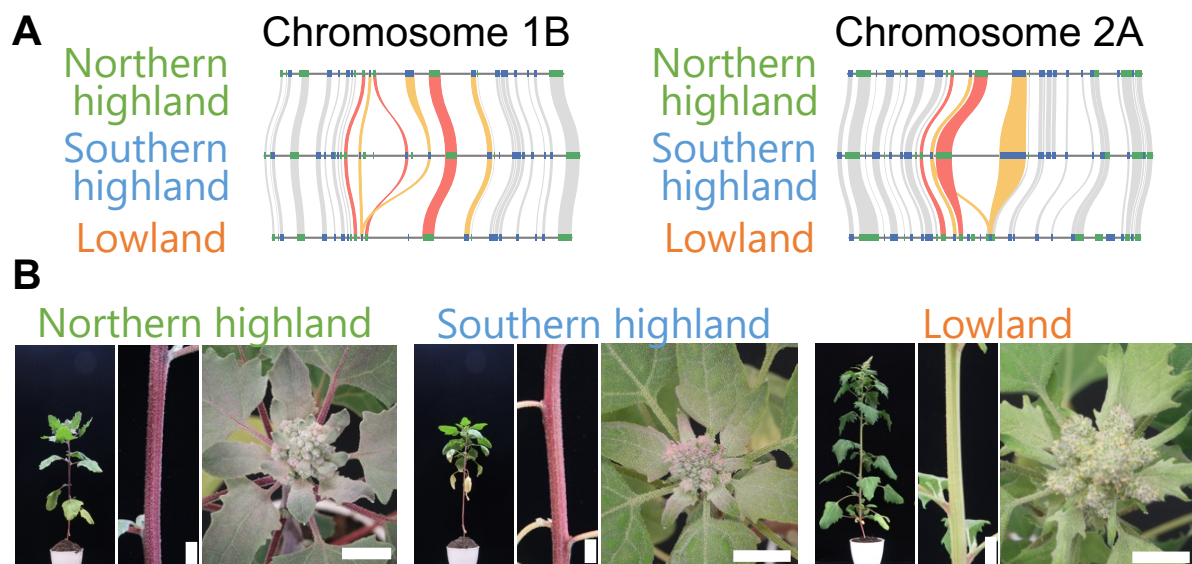 A
Chromosome 1B
Chromosome 2A
Northern
highland
Southern
highland
Lowland
Northern
highland
Southern
highland
Lowland
B
Northern highland
Southern highland
Lowland